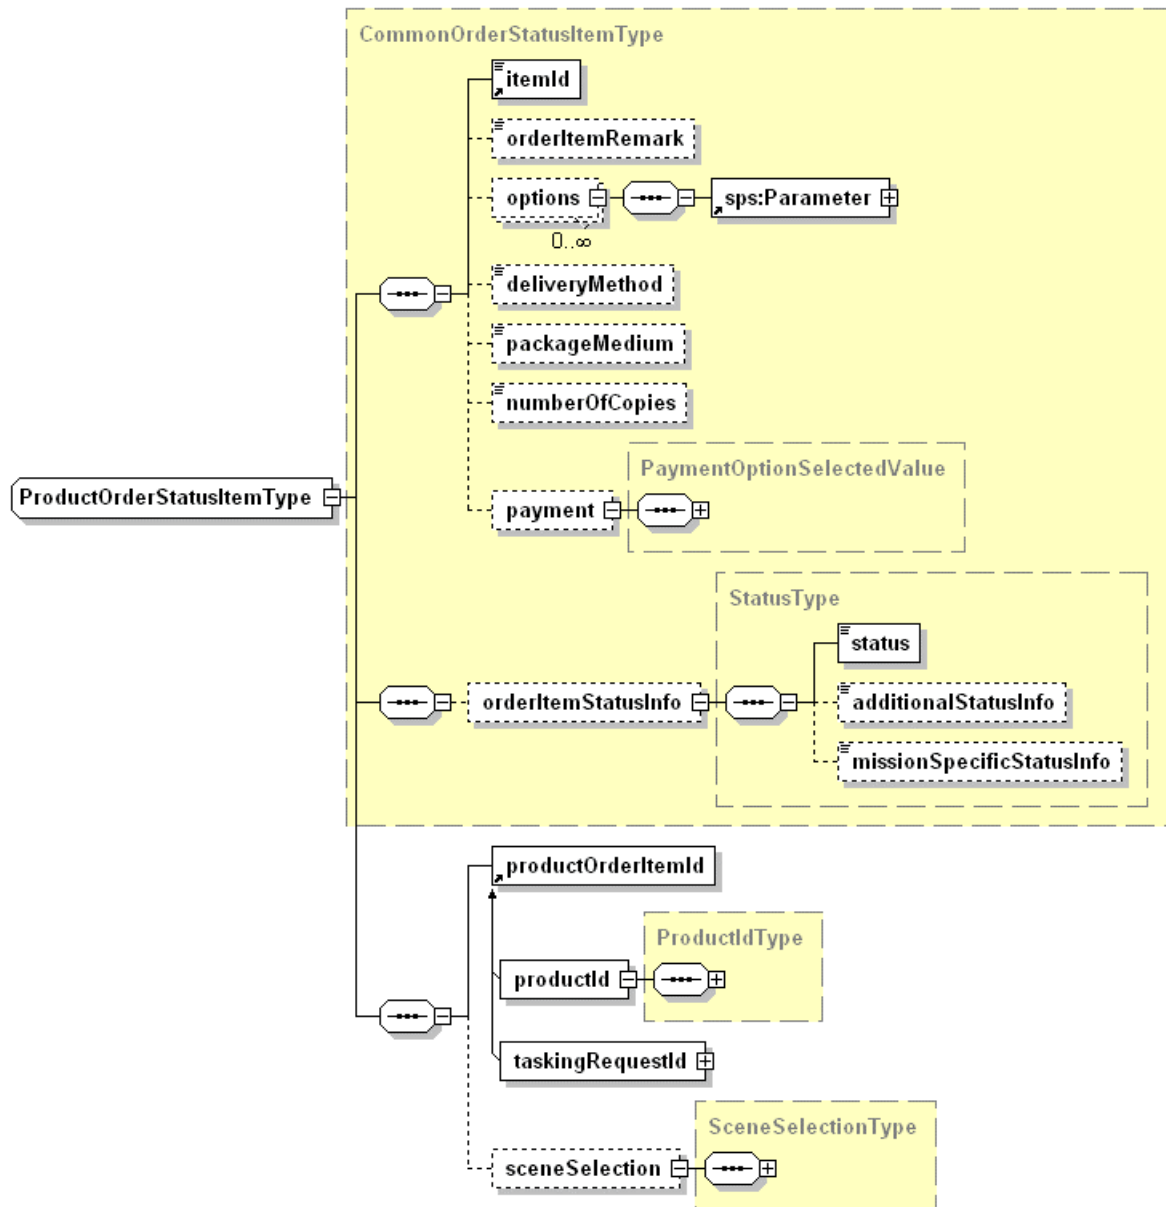 CommonOrderStatusItemType
itemId
orderItemRemark
options
sps:Parameter
0..∞
deliveryMethod
packageMedium
numberOfCopies
PaymentOptionSelectedValue
ProductOrderStatusItemType
payment
StatusType
status
orderItemStatusInfo
additionalStatusInfo
missionSpecificStatusInfo
productOrderItemId
ProductIdType
productId
taskingRequestId
SceneSelectionType
sceneSelection